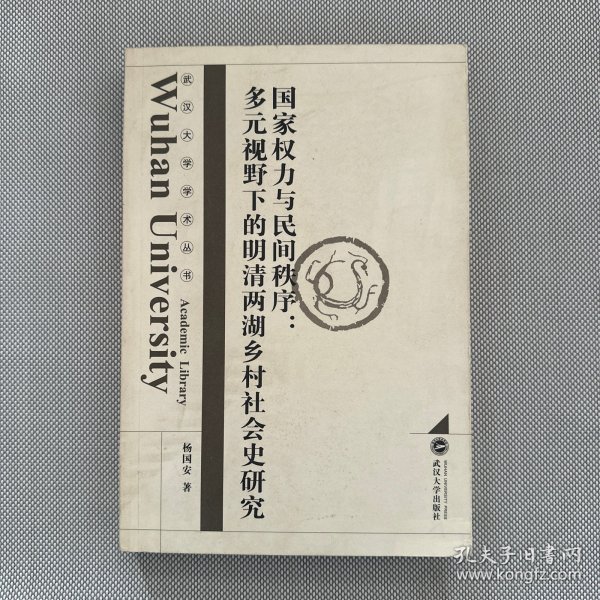 国家权力与民间秩序：
多元视野下的明清两湖乡村社会史研究
武汉大学学术丛书
Academic Library
Wuhan University
杨国安 著
WUHAN UNIVERSITY PRESS
武汉大学出版社
孔夫子旧书网
www.kongfz.com